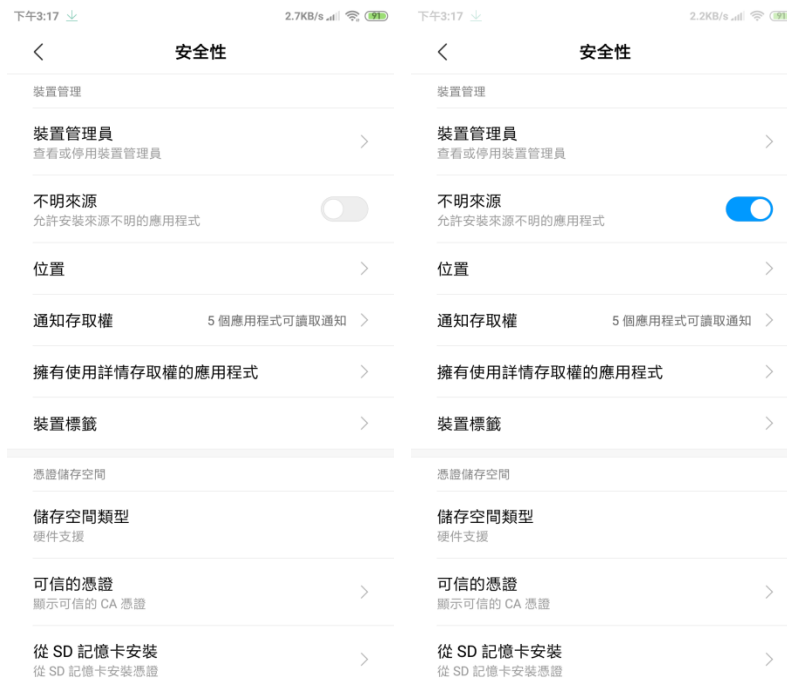 下午3:17
2.7KB/s
91
安全性
裝置管理
裝置管理員
查看或停用裝置管理員
不明來源
允許安裝來源不明的應用程式
位置
通知存取權
5 個應用程式可讀取通知
擁有使用詳情存取權的應用程式
裝置標籤
憑證儲存空間
儲存空間類型
硬件支援
可信的憑證
顯示可信的 CA 憑證
從 SD 記憶卡安裝
從 SD 記憶卡安裝憑證
下午3:17
2.2KB/s
91
安全性
裝置管理
裝置管理員
查看或停用裝置管理員
不明來源
允許安裝來源不明的應用程式
位置
通知存取權
5 個應用程式可讀取通知
擁有使用詳情存取權的應用程式
裝置標籤
憑證儲存空間
儲存空間類型
硬件支援
可信的憑證
顯示可信的 CA 憑證
從 SD 記憶卡安裝
從 SD 記憶卡安裝憑證